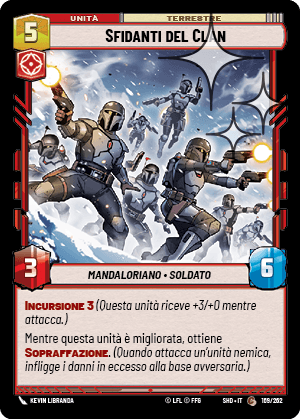 UNITÀ
TERRESTRE
5
SFIDANTI DEL CLAN
3
MANDALORIANO • SOLDATO
6
INCURSIONE 3 (Questa unità riceve +3/+0 mentre
attacca.)
Mentre questa unità è migliorata, ottiene
SOPRAFFAZIONE. (Quando attacca un'unità nemica,
infligge i danni in eccesso alla base avversaria.)
KEVIN LIBRANDA
© LFL © FFG
SHD • IT
169/262